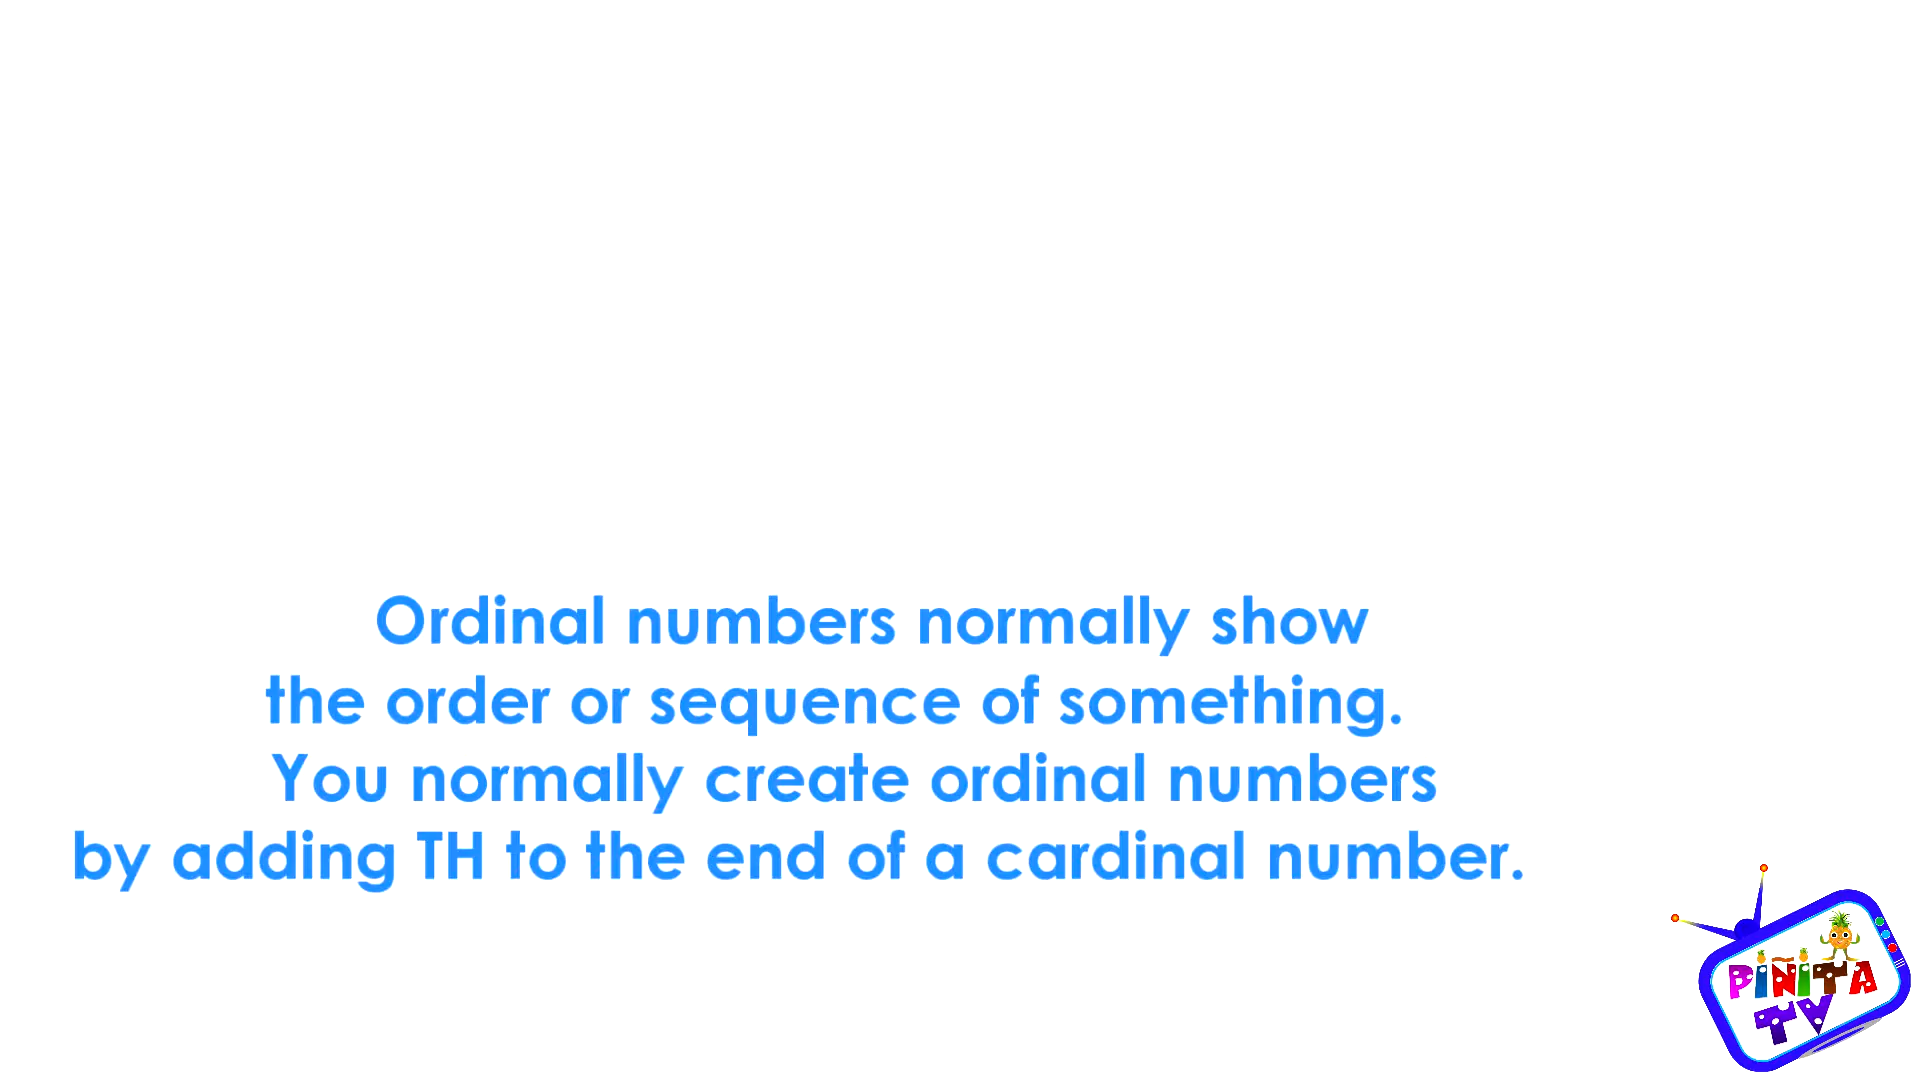 Ordinal numbers normally show
the order or sequence of something.
You normally create ordinal numbers
by adding TH to the end of a cardinal number.
PIÑITA
TV